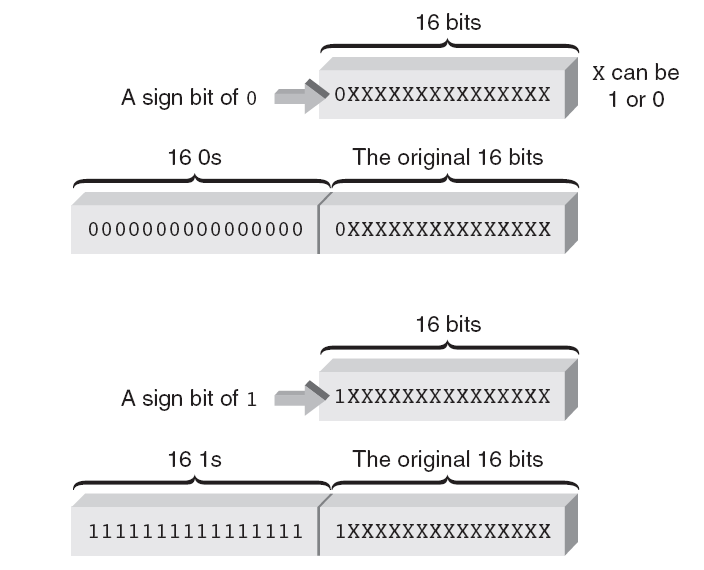 16 bits
A sign bit of 0
0XXXXXXXXXXXXXXX
X can be
1 or 0
16 0s
The original 16 bits
0000000000000000
0XXXXXXXXXXXXXXX
16 bits
A sign bit of 1
1XXXXXXXXXXXXXXX
16 1s
The original 16 bits
1111111111111111
1XXXXXXXXXXXXXXX